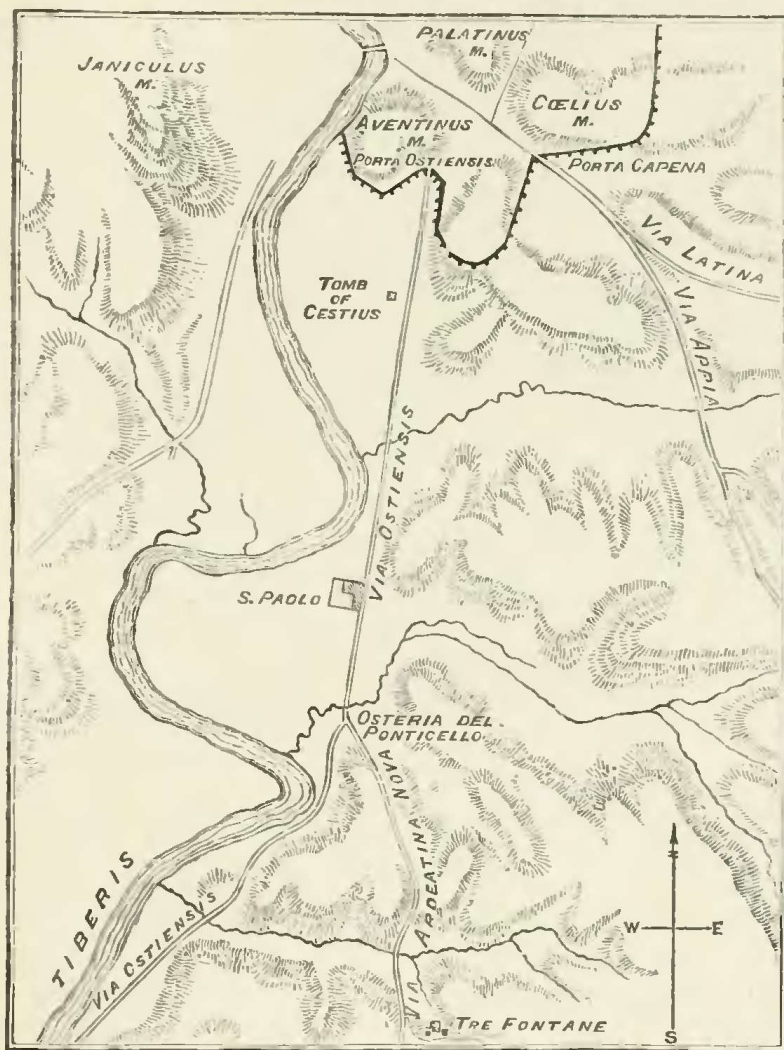 PALATINUS
M.
JANICULUS
M.
CŒLIUS
M.
AVENTINUS
M.
PORTA OSTIENSIS
PORTA CAPENA
VIA LATINA
TOMB
OF
CESTIUS
VIA APPIA
VIA OSTIENSIS
S. PAOLO
OSTERIA DEL
PONTICELLO
VIA ARDEATINA NOVA
TIBERIS
VIA OSTIENSIS
W E
S
TRE FONTANE